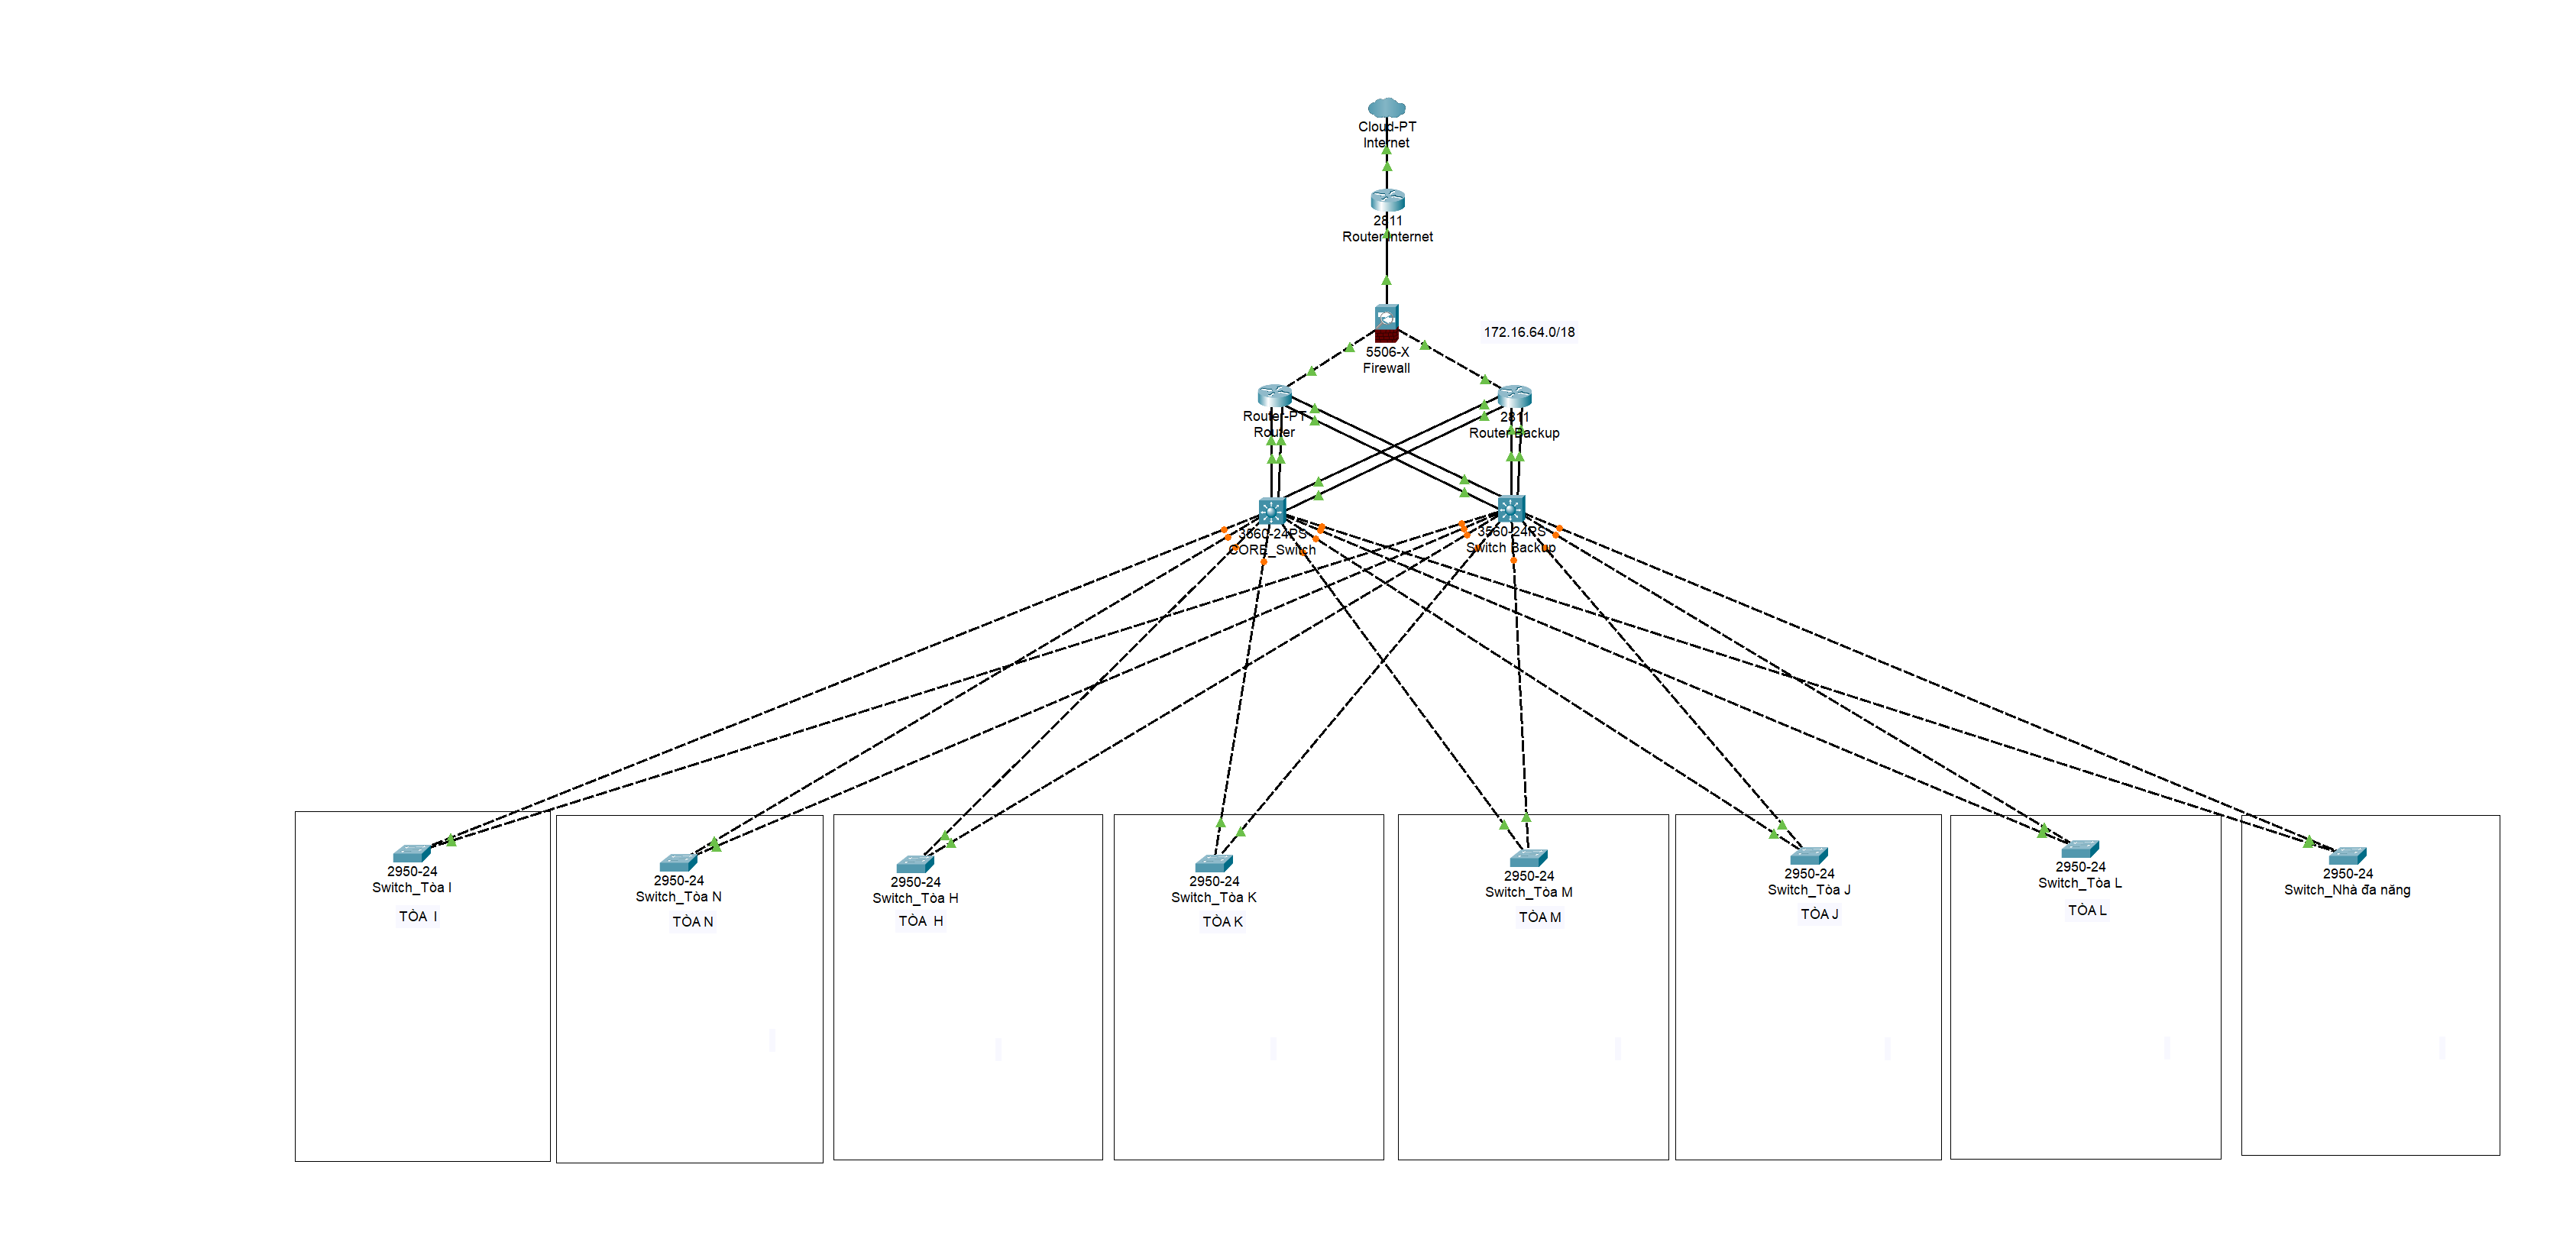 Cloud-PT
Internet
2811
Router Internet
172.16.64.0/18
5506-X
Firewall
Router-PT
Router
2811
Router Backup
3560-24PS
CORE_Switch
3560-24PS
Switch Backup
2950-24
Switch_Tòa I
TÒA I
2950-24
Switch_Tòa N
TÒA N
2950-24
Switch_Tòa H
TÒA H
2950-24
Switch_Tòa K
TÒA K
2950-24
Switch_Tòa M
TÒA M
2950-24
Switch_Tòa J
TÒA J
2950-24
Switch_Tòa L
TÒA L
2950-24
Switch_Nhà đa năng